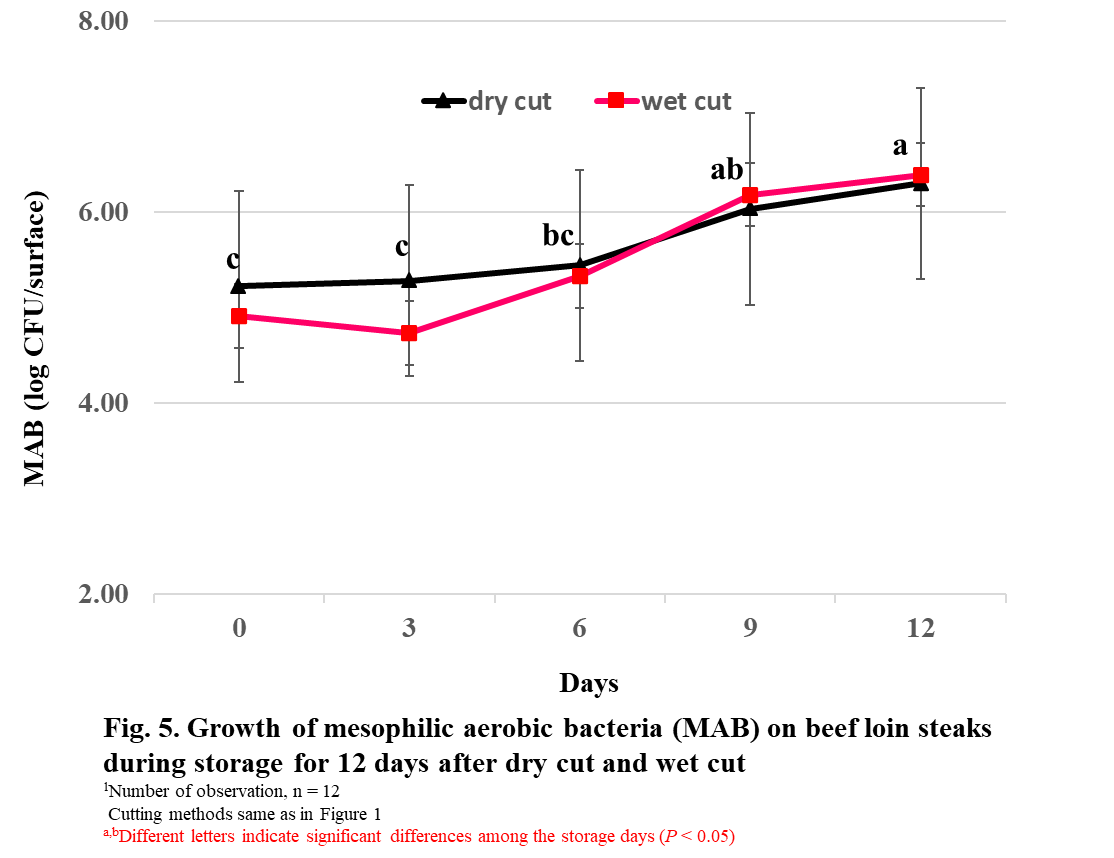 8.00
dry cut
wet cut
a
ab
6.00
bc
c
c
MAB (log CFU/surface)
4.00
2.00
0
3
6
9
12
Days
Fig. 5. Growth of mesophilic aerobic bacteria (MAB) on beef loin steaks
during storage for 12 days after dry cut and wet cut
1Number of observation, n = 12
Cutting methods same as in Figure 1
a,bDifferent letters indicate significant differences among the storage days (P < 0.05)